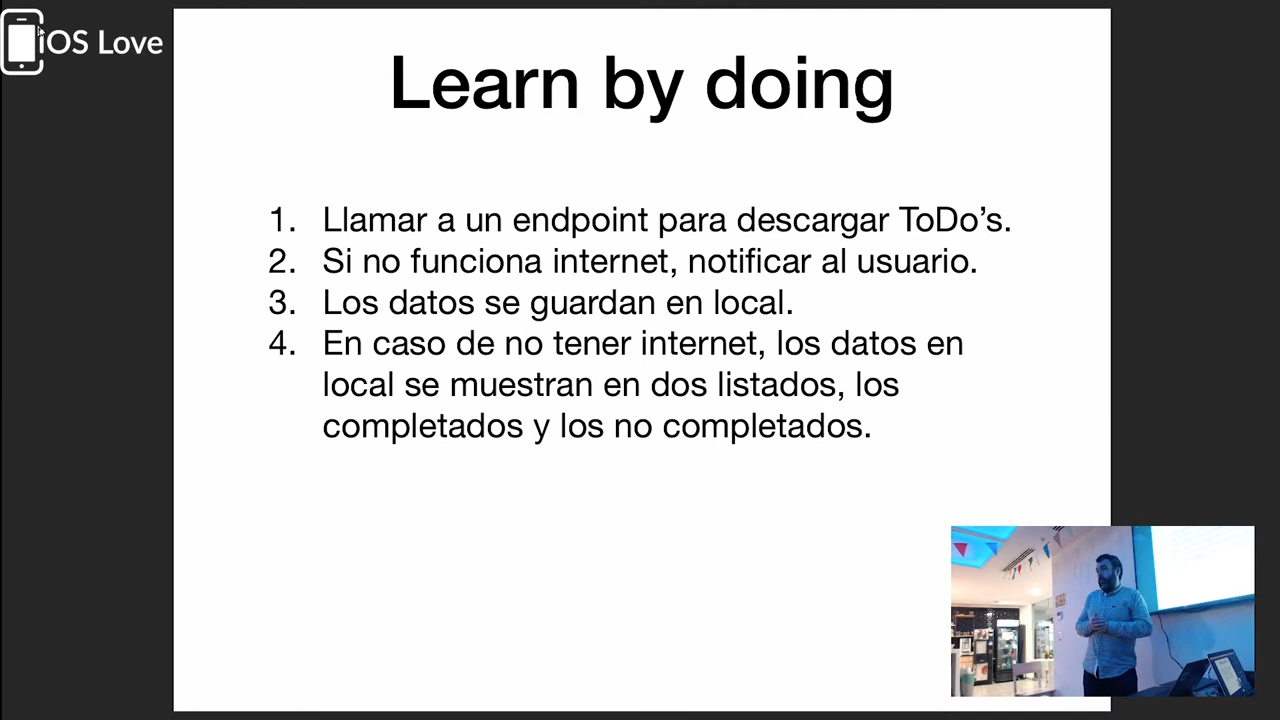 iOS Love
Learn by doing
1. Llamar a un endpoint para descargar ToDo’s.
2. Si no funciona internet, notificar al usuario.
3. Los datos se guardan en local.
4. En caso de no tener internet, los datos en
local se muestran en dos listados, los
completados y los no completados.